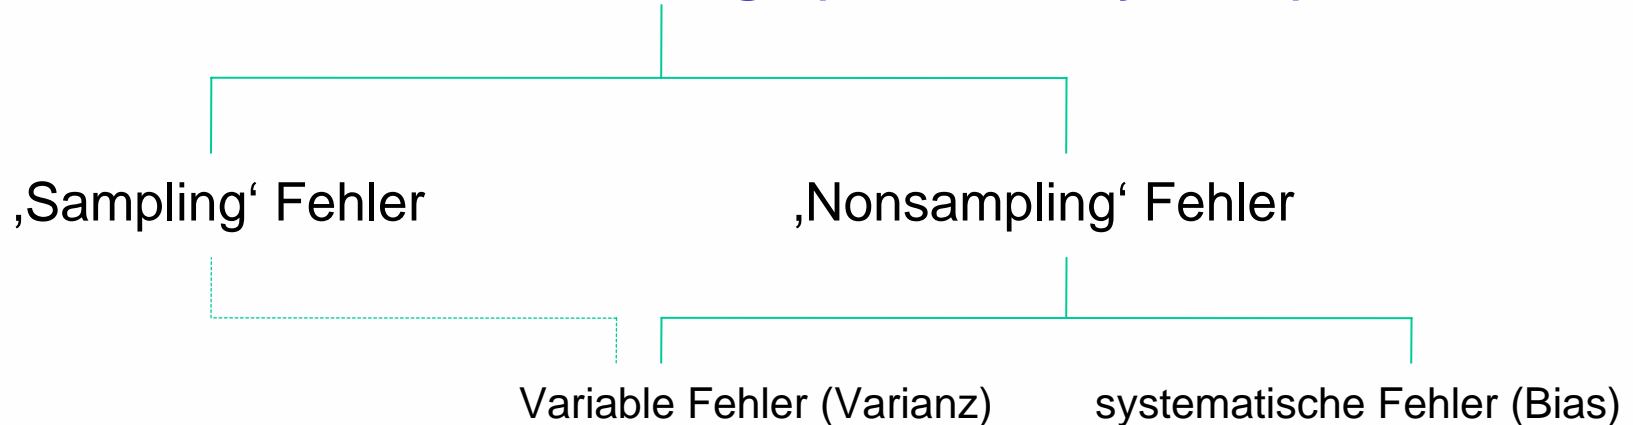 ‚Sampling‘ Fehler
‚Nonsampling‘ Fehler
Variable Fehler (Varianz)
systematische Fehler (Bias)